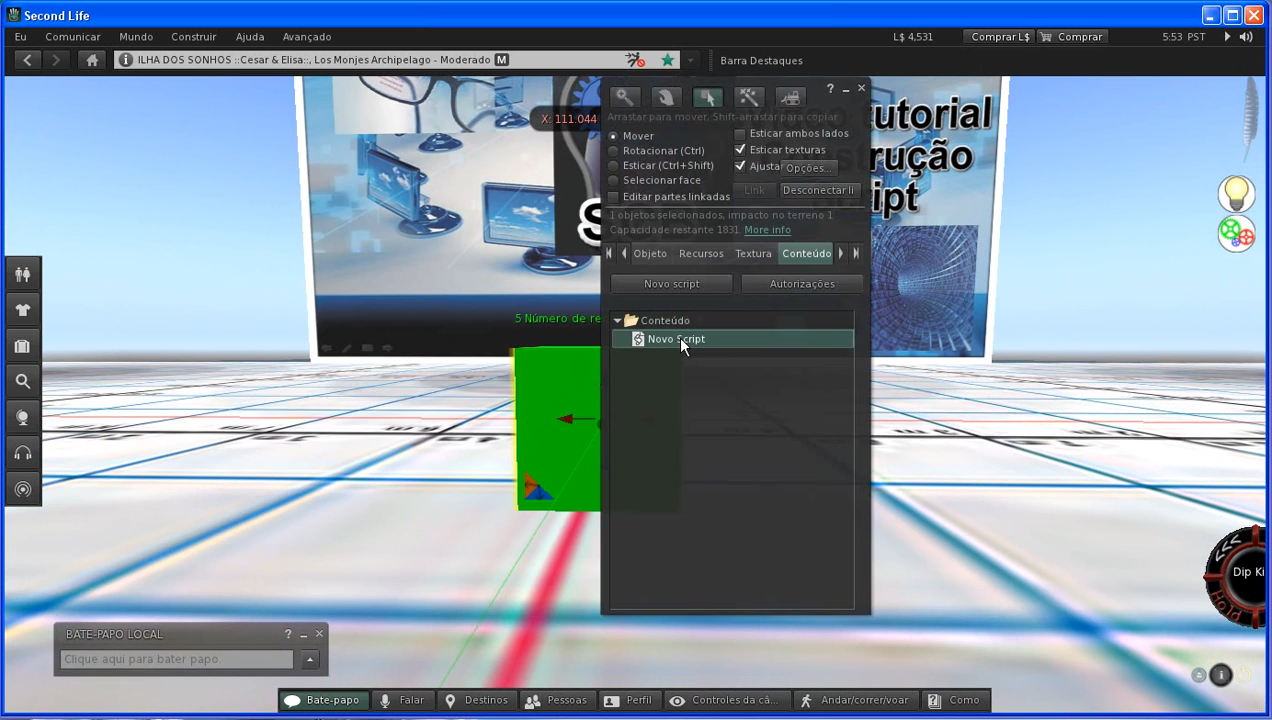 Second Life
Eu Comunicar Mundo Construir Ajuda Avançado L$ 4,531 Comprar L$ Comprar 5:53 PST
ILHA DOS SONHOS ::Cesar & Elisa::, Los Monjes Archipelago - Moderado M Barra Destaques
X: 111.044
Arrastar para mover. Shift-arrastar para copiar
Mover
Rotacionar (Ctrl)
Esticar (Ctrl+Shift)
Selecionar face
Editar partes linkadas
Esticar ambos lados
Esticar texturas
Ajusta Opções...
Link Desconectar li
1 objetos selecionados, impacto no terreno 1
Capacidade restante 1831. More info
Objeto Recursos Textura Conteúdo
Novo script Autorizações
Conteúdo
Novo Script
tutorial
5 Número de re
Dip Ki
Hold
BATE-PAPO LOCAL
Clique aqui para bater papo.
Bate-papo Falar Destinos Pessoas Perfil Controles da câ... Andar/correr/voar Como